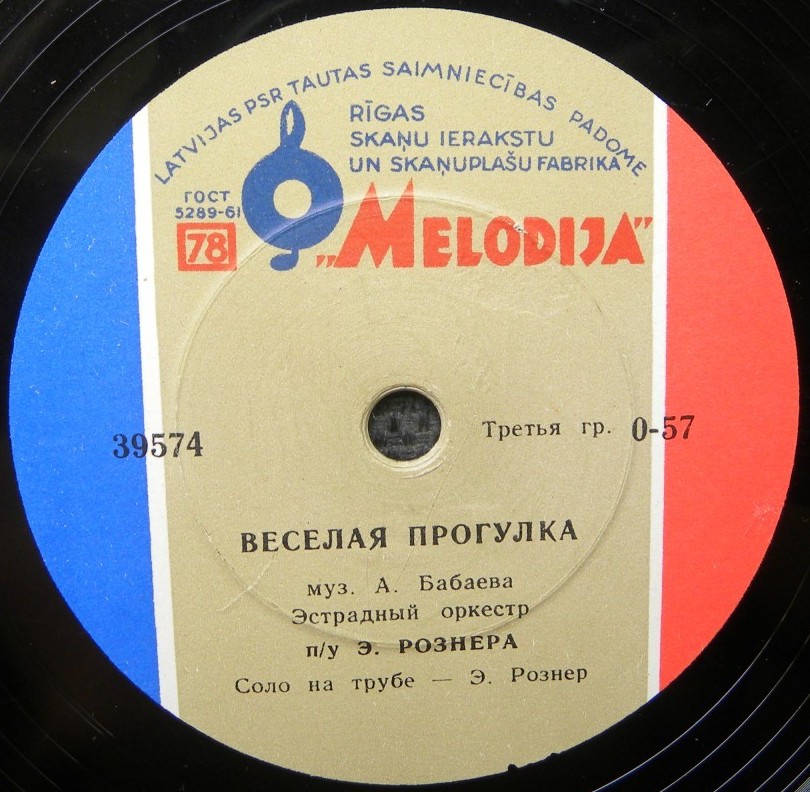 LATVIJAS PSR TAUTAS SAIMNIECĪBAS PADOME
RĪGAS
SKAŅU IERAKSTU
UN SKAŅUPLAŠU FABRIKA
ГОСТ
5289-61
78
„MELODIJA"
39574
Третья гр. 0-57
ВЕСЕЛАЯ ПРОГУЛКА
муз. А. Бабаева
Эстрадный оркестр
п/у Э. РОЗНЕРА
Соло на трубе — Э. Рознер